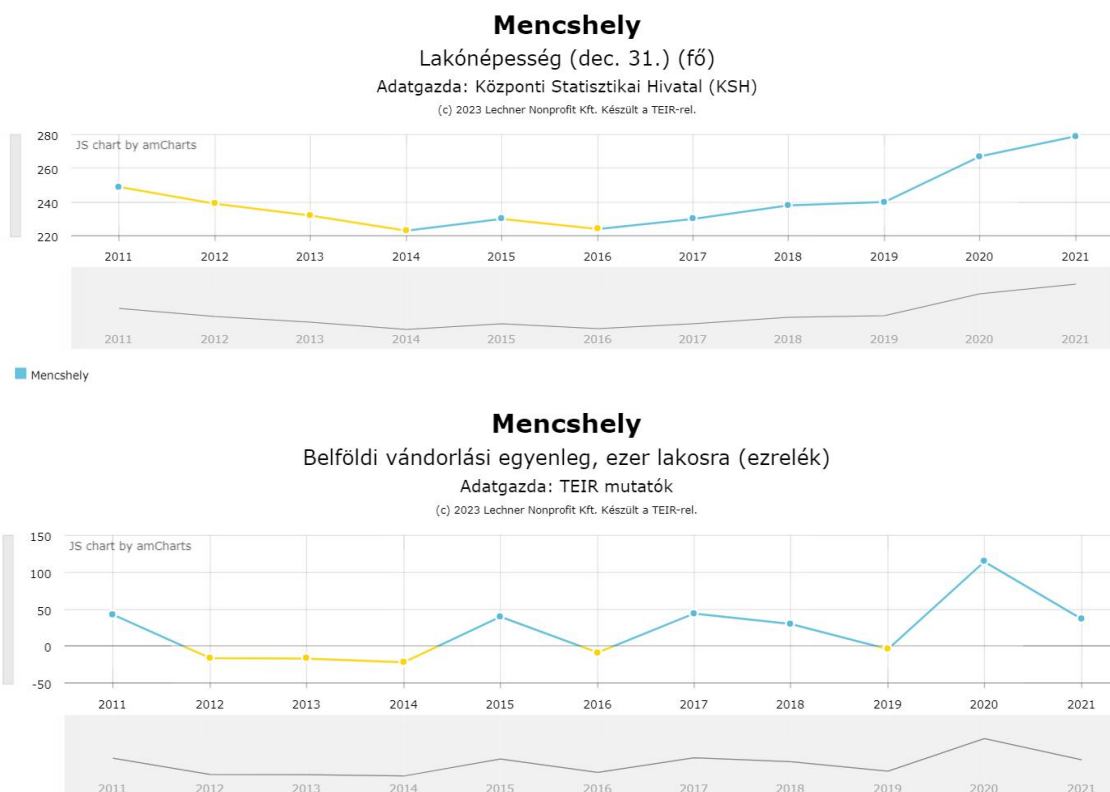 Mencshely
Lakónépesség (dec. 31.) (fő)
Adatgazda: Központi Statisztikai Hivatal (KSH)
(c) 2023 Lechner Nonprofit Kft. Készült a TEIR-rel.
JS chart by amCharts
280
260
240
220
2011 2012 2013 2014 2015 2016 2017 2018 2019 2020 2021
2011 2012 2013 2014 2015 2016 2017 2018 2019 2020 2021
Mencshely
Mencshely
Belföldi vándorlási egyenleg, ezer lakosra (ezrelék)
Adatgazda: TEIR mutatók
(c) 2023 Lechner Nonprofit Kft. Készült a TEIR-rel.
JS chart by amCharts
150
100
50
0
-50
2011 2012 2013 2014 2015 2016 2017 2018 2019 2020 2021
2011 2012 2013 2014 2015 2016 2017 2018 2019 2020 2021